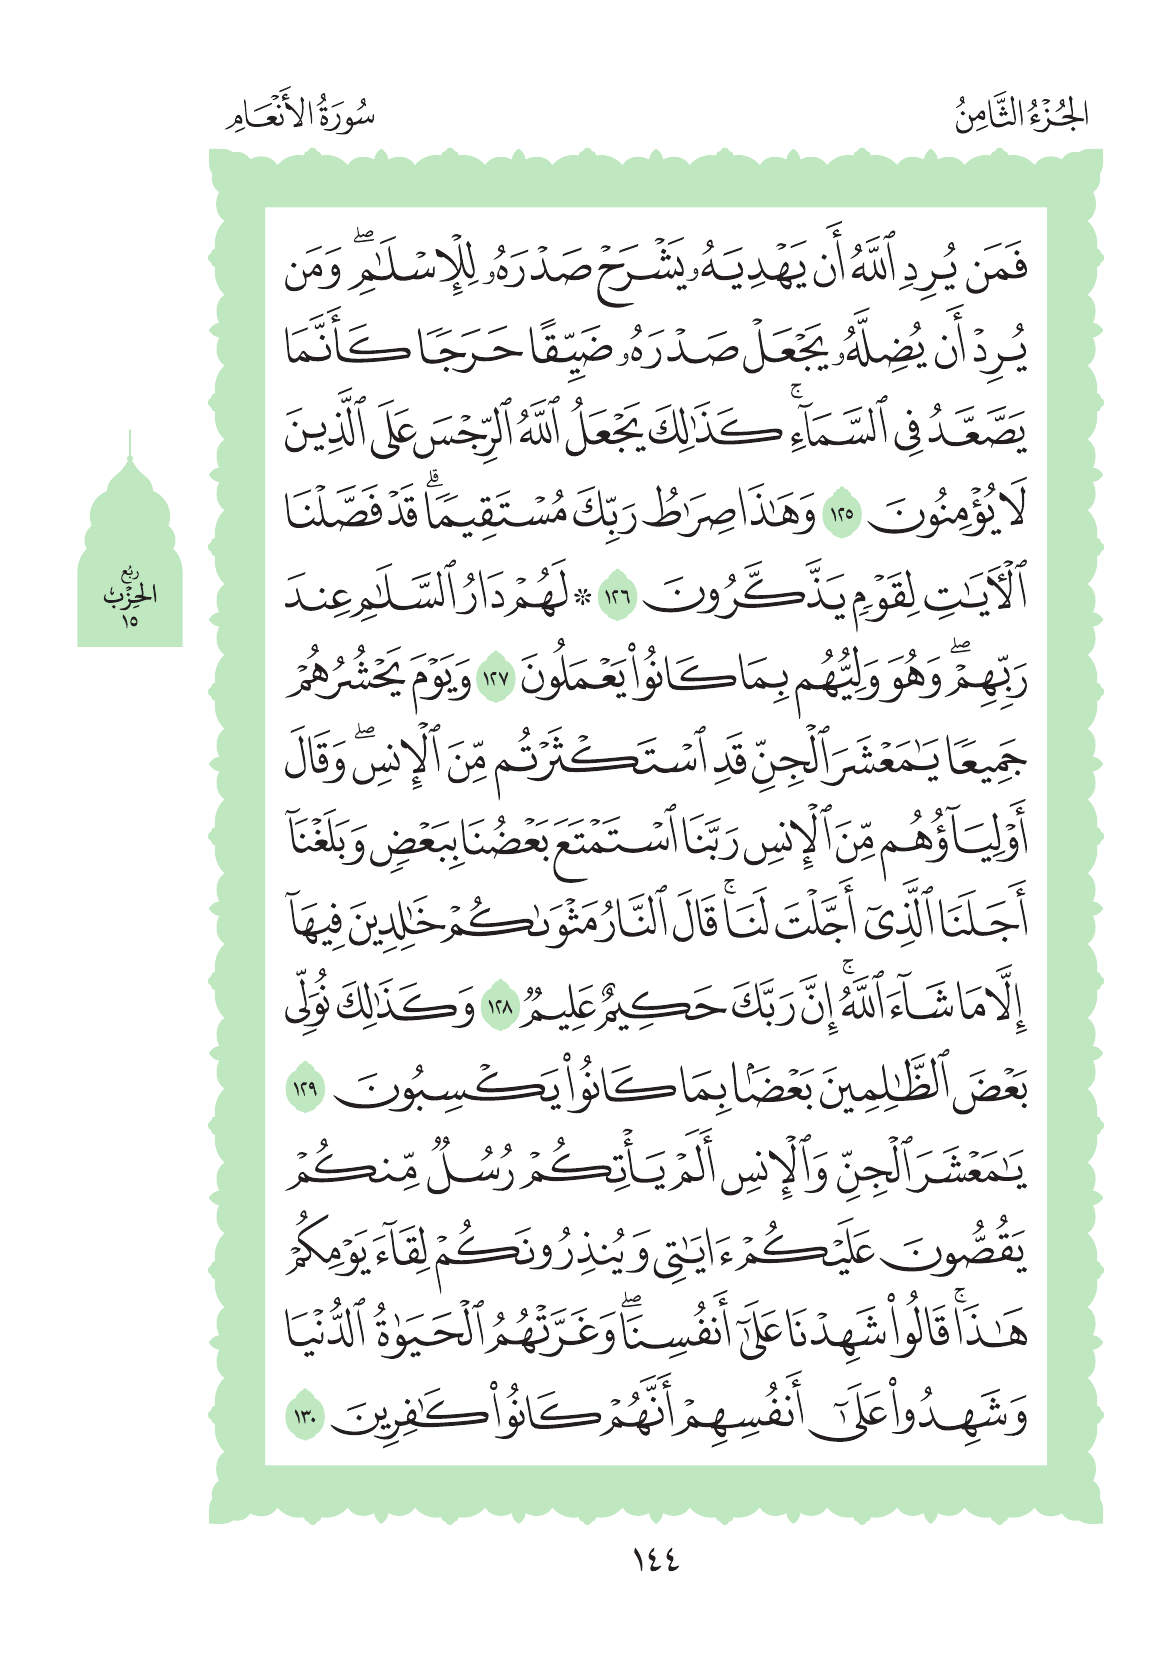 الجُزْءُ الثَّامِنُ
سُورَةُ الأَنْعَامِ
فَمَن يُرِدِ ٱللَّهُ أَن يَهْدِيَهُۥ يَشْرَحْ صَدْرَهُۥ لِلْإِسْلَٰمِۖ وَمَن
يُرِدْ أَن يُضِلَّهُۥ يَجْعَلْ صَدْرَهُۥ ضَيِّقًا حَرَجًا كَأَنَّمَا
يَصَّعَّدُ فِى ٱلسَّمَآءِۚ كَذَٰلِكَ يَجْعَلُ ٱللَّهُ ٱلرِّجْسَ عَلَى ٱلَّذِينَ
لَا يُؤْمِنُونَ ١٢٥ وَهَٰذَا صِرَٰطُ رَبِّكَ مُسْتَقِيمًاۗ قَدْ فَصَّلْنَا
ٱلْءَايَٰتِ لِقَوْمٍ يَذَّكَّرُونَ ١٢٦ ۞ لَهُمْ دَارُ ٱلسَّلَٰمِ عِندَ
رَبِّهِمْۖ وَهُوَ وَلِيُّهُم بِمَا كَانُوا۟ يَعْمَلُونَ ١٢٧ وَيَوْمَ يَحْشُرُهُمْ
جَمِيعًا يَٰمَعْشَرَ ٱلْجِنِّ قَدِ ٱسْتَكْثَرْتُم مِّنَ ٱلْإِنسِۖ وَقَالَ
أَوْلِيَآؤُهُم مِّنَ ٱلْإِنسِ رَبَّنَا ٱسْتَمْتَعَ بَعْضُنَا بِبَعْضٍ وَبَلَغْنَآ
أَجَلَنَا ٱلَّذِىٓ أَجَّلْتَ لَنَاۚ قَالَ ٱلنَّارُ مَثْوَىٰكُمْ خَٰلِدِينَ فِيهَآ
إِلَّا مَا شَآءَ ٱللَّهُۚ إِنَّ رَبَّكَ حَكِيمٌ عَلِيمٌ ١٢٨ وَكَذَٰلِكَ نُوَلِّى
بَعْضَ ٱلظَّٰلِمِينَ بَعْضًۢا بِمَا كَانُوا۟ يَكْسِبُونَ ١٢٩
يَٰمَعْشَرَ ٱلْجِنِّ وَٱلْإِنسِ أَلَمْ يَأْتِكُمْ رُسُلٌ مِّنكُمْ
يَقُصُّونَ عَلَيْكُمْ ءَايَٰتِى وَيُنذِرُونَكُمْ لِقَآءَ يَوْمِكُمْ
هَٰذَاۚ قَالُوا۟ شَهِدْنَا عَلَىٰٓ أَنفُسِنَاۖ وَغَرَّتْهُمُ ٱلْحَيَوٰةُ ٱلدُّنْيَا
وَشَهِدُوا۟ عَلَىٰٓ أَنفُسِهِمْ أَنَّهُمْ كَانُوا۟ كَٰفِرِينَ ١٣٠
رُبُع
الحِزْب
١٥
١٤٤